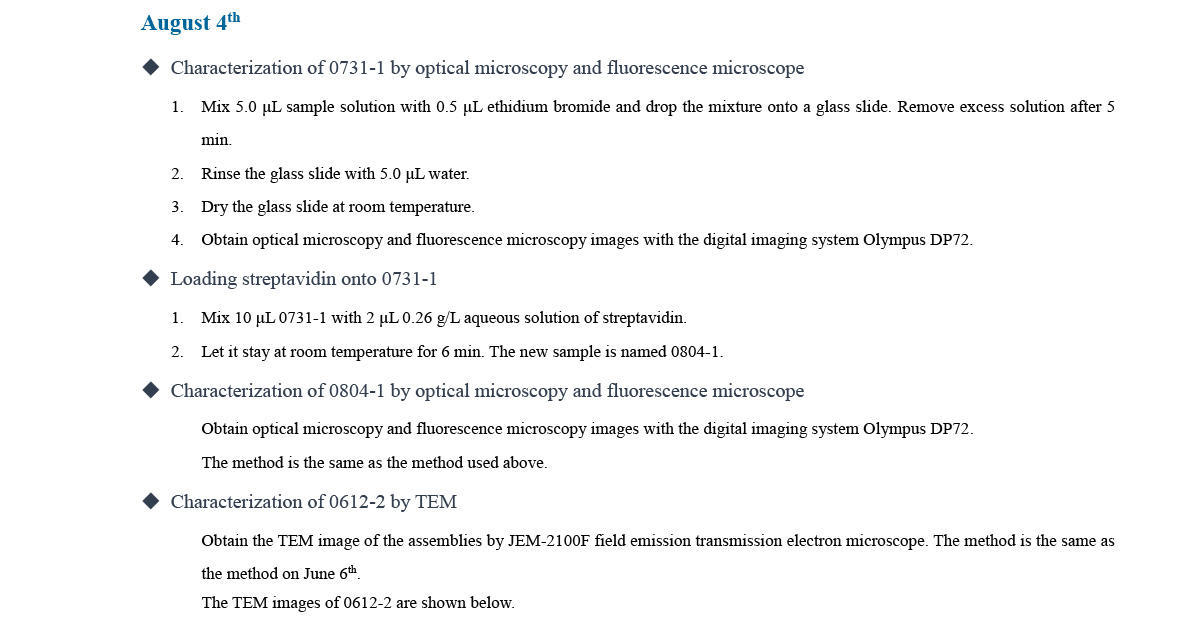 August 4th
◆ Characterization of 0731-1 by optical microscopy and fluorescence microscope
1. Mix 5.0 μL sample solution with 0.5 μL ethidium bromide and drop the mixture onto a glass slide. Remove excess solution after 5
min.
2. Rinse the glass slide with 5.0 μL water.
3. Dry the glass slide at room temperature.
4. Obtain optical microscopy and fluorescence microscopy images with the digital imaging system Olympus DP72.
◆ Loading streptavidin onto 0731-1
1. Mix 10 μL 0731-1 with 2 μL 0.26 g/L aqueous solution of streptavidin.
2. Let it stay at room temperature for 6 min. The new sample is named 0804-1.
◆ Characterization of 0804-1 by optical microscopy and fluorescence microscope
Obtain optical microscopy and fluorescence microscopy images with the digital imaging system Olympus DP72.
The method is the same as the method used above.
◆ Characterization of 0612-2 by TEM
Obtain the TEM image of the assemblies by JEM-2100F field emission transmission electron microscope. The method is the same as
the method on June 6th.
The TEM images of 0612-2 are shown below.